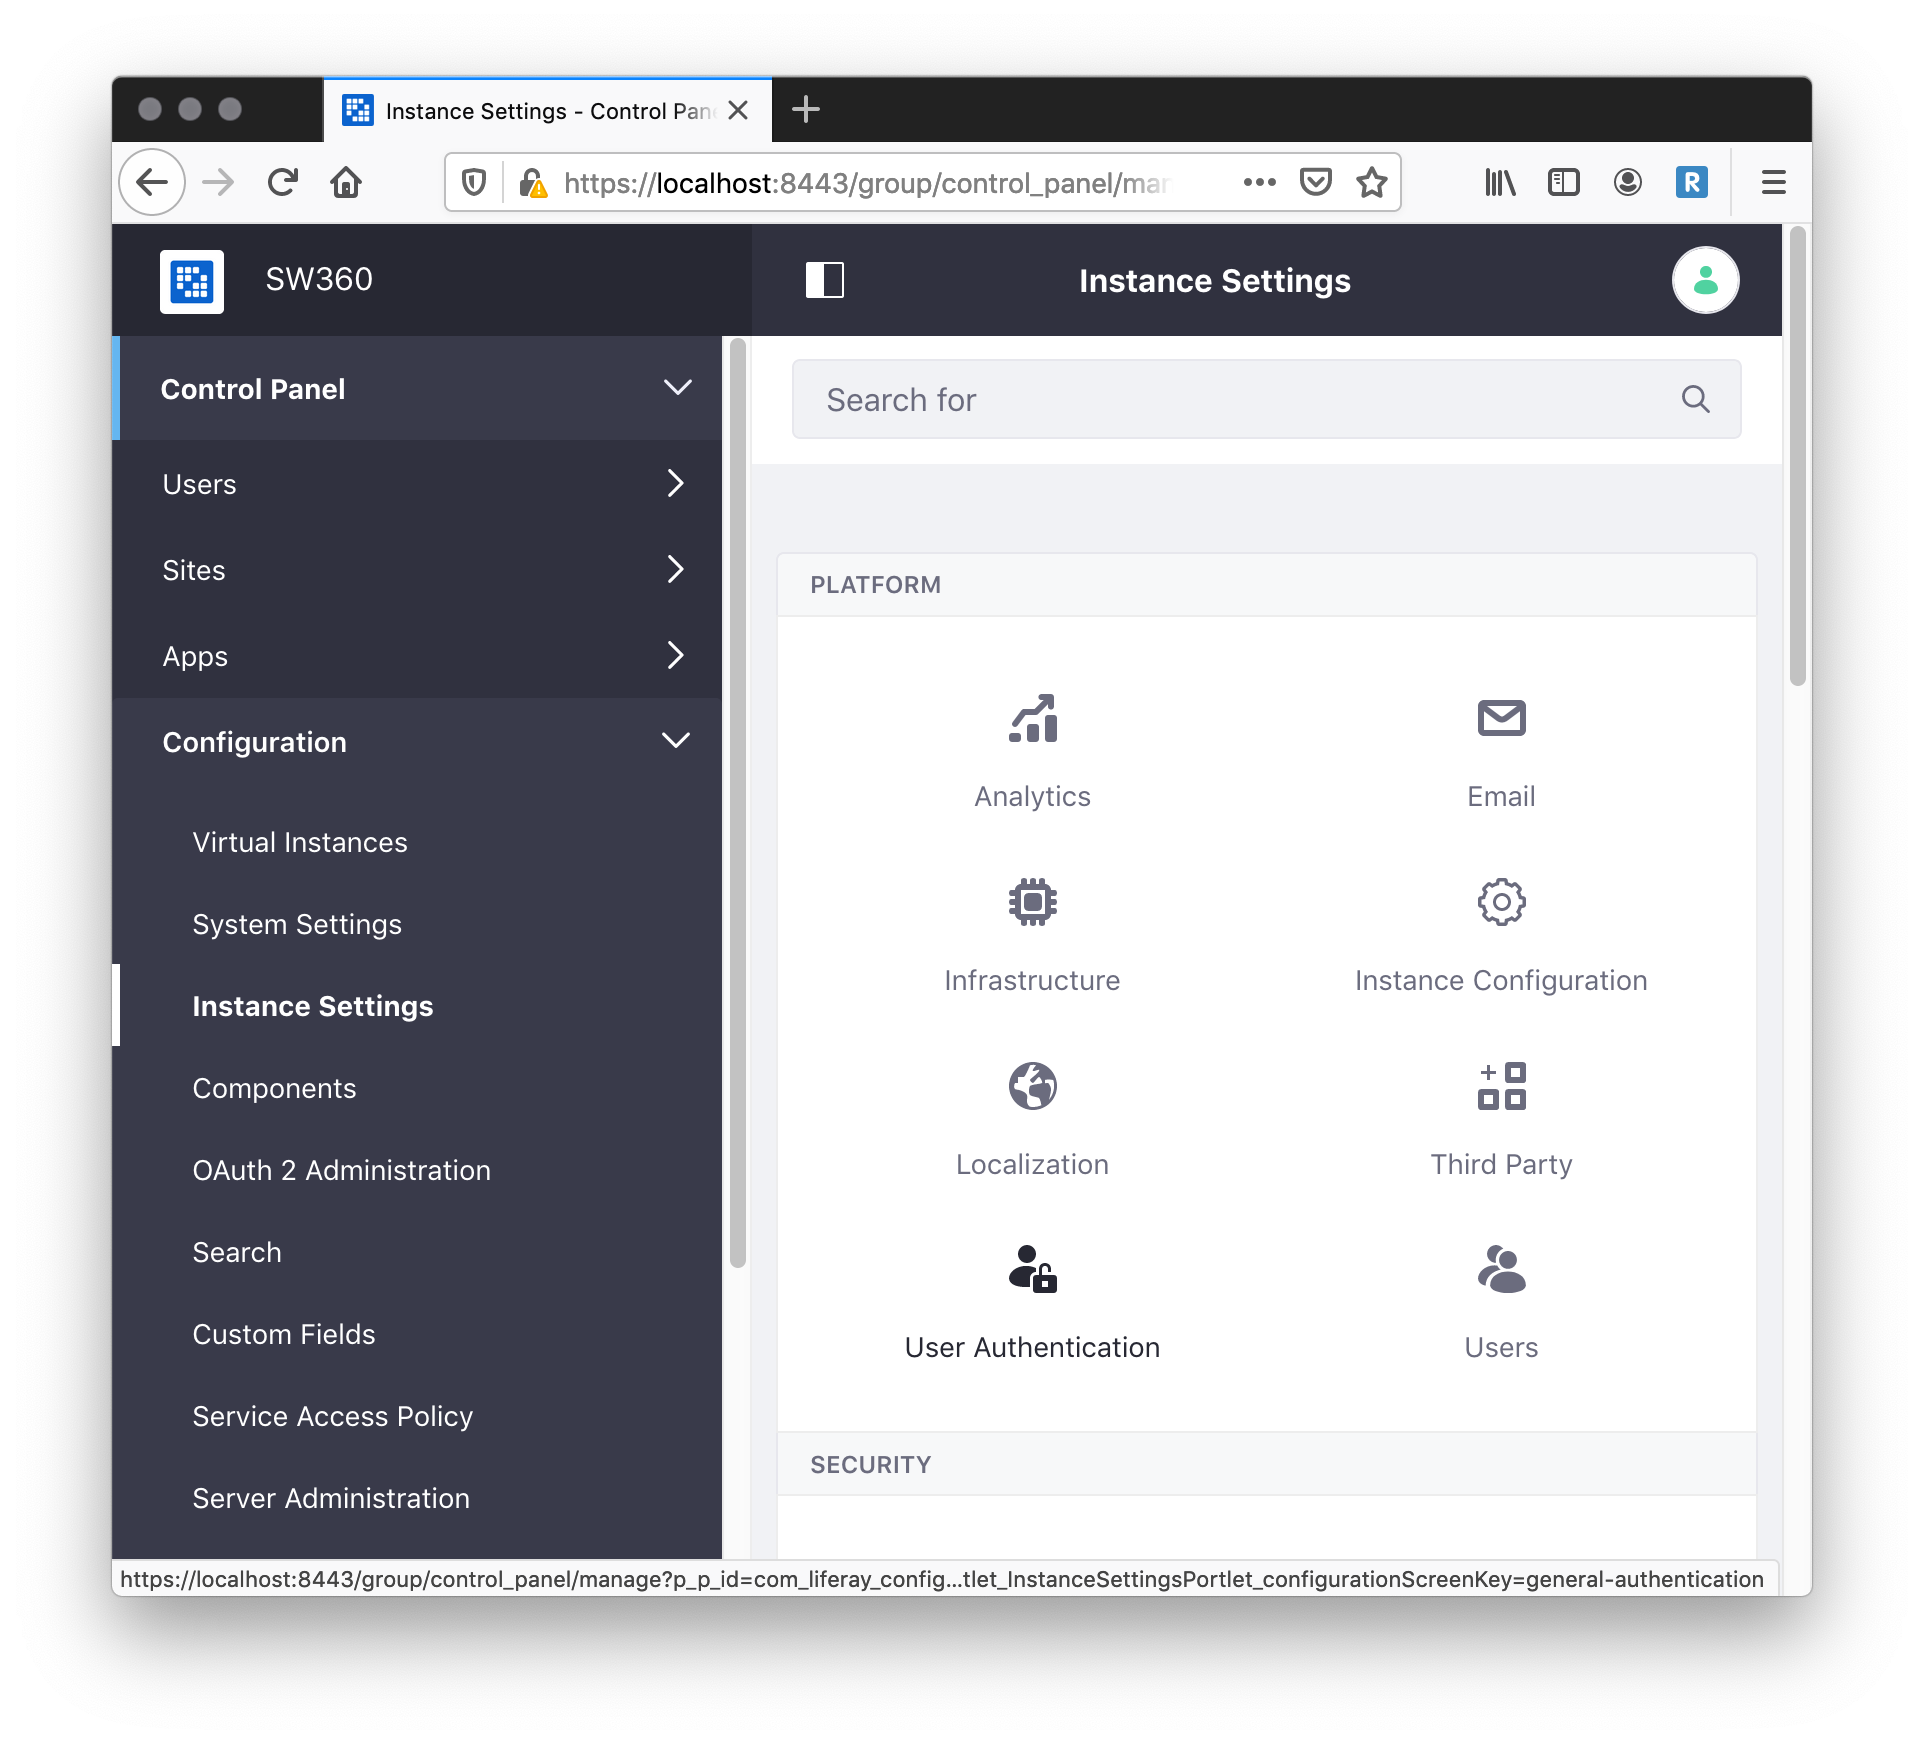 Instance Settings - Control Pane
https://localhost:8443/group/control_panel/mar
SW360
Instance Settings
Control Panel
Users
Sites
Apps
Configuration
Virtual Instances
System Settings
Instance Settings
Components
OAuth 2 Administration
Search
Custom Fields
Service Access Policy
Server Administration
Search for
PLATFORM
Analytics
Email
Infrastructure
Instance Configuration
Localization
Third Party
User Authentication
Users
SECURITY
https://localhost:8443/group/control_panel/manage?p_p_id=com_liferay_config...tlet_InstanceSettingsPortlet_configurationScreenKey=general-authentication